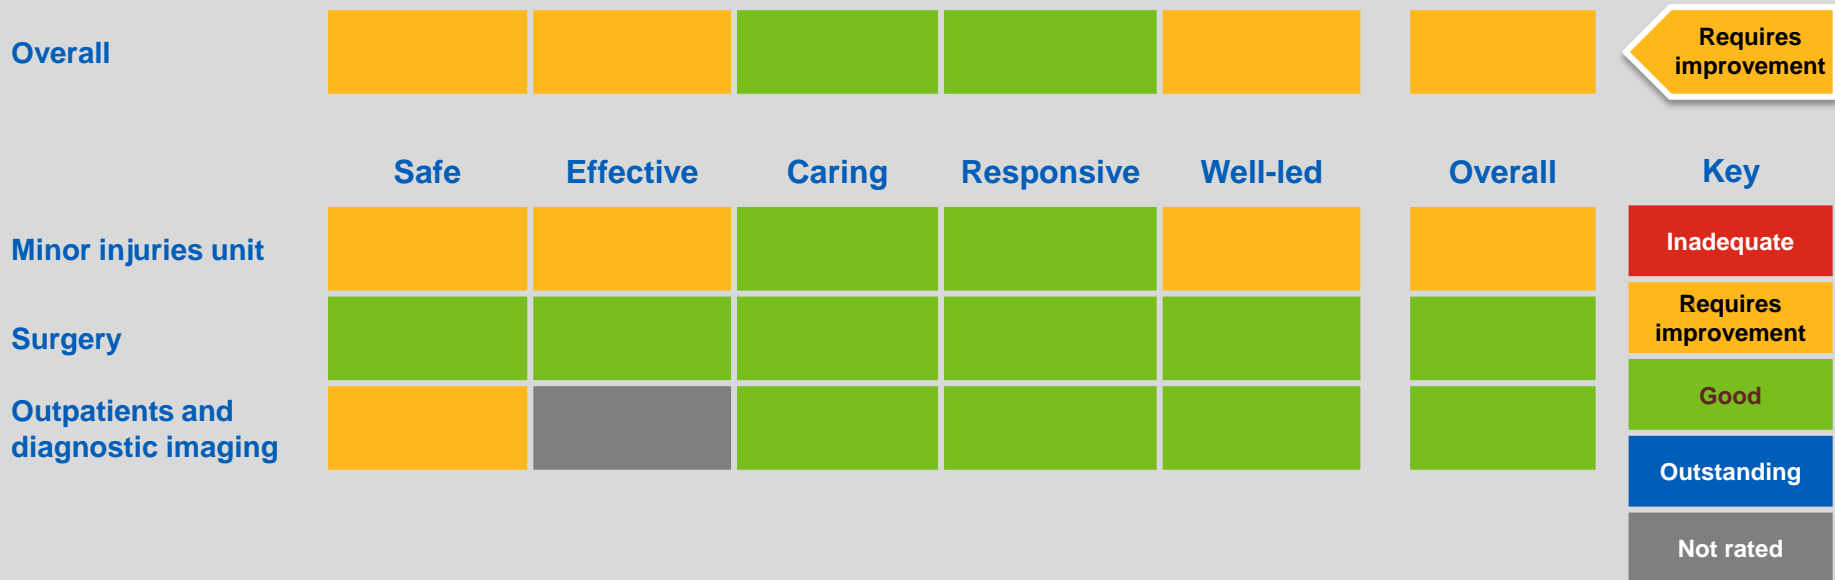 Overall
Requires
improvement
Safe Effective Caring Responsive Well-led Overall Key
Minor injuries unit
Inadequate
Requires
improvement
Surgery
Outpatients and
diagnostic imaging
Good
Outstanding
Not rated